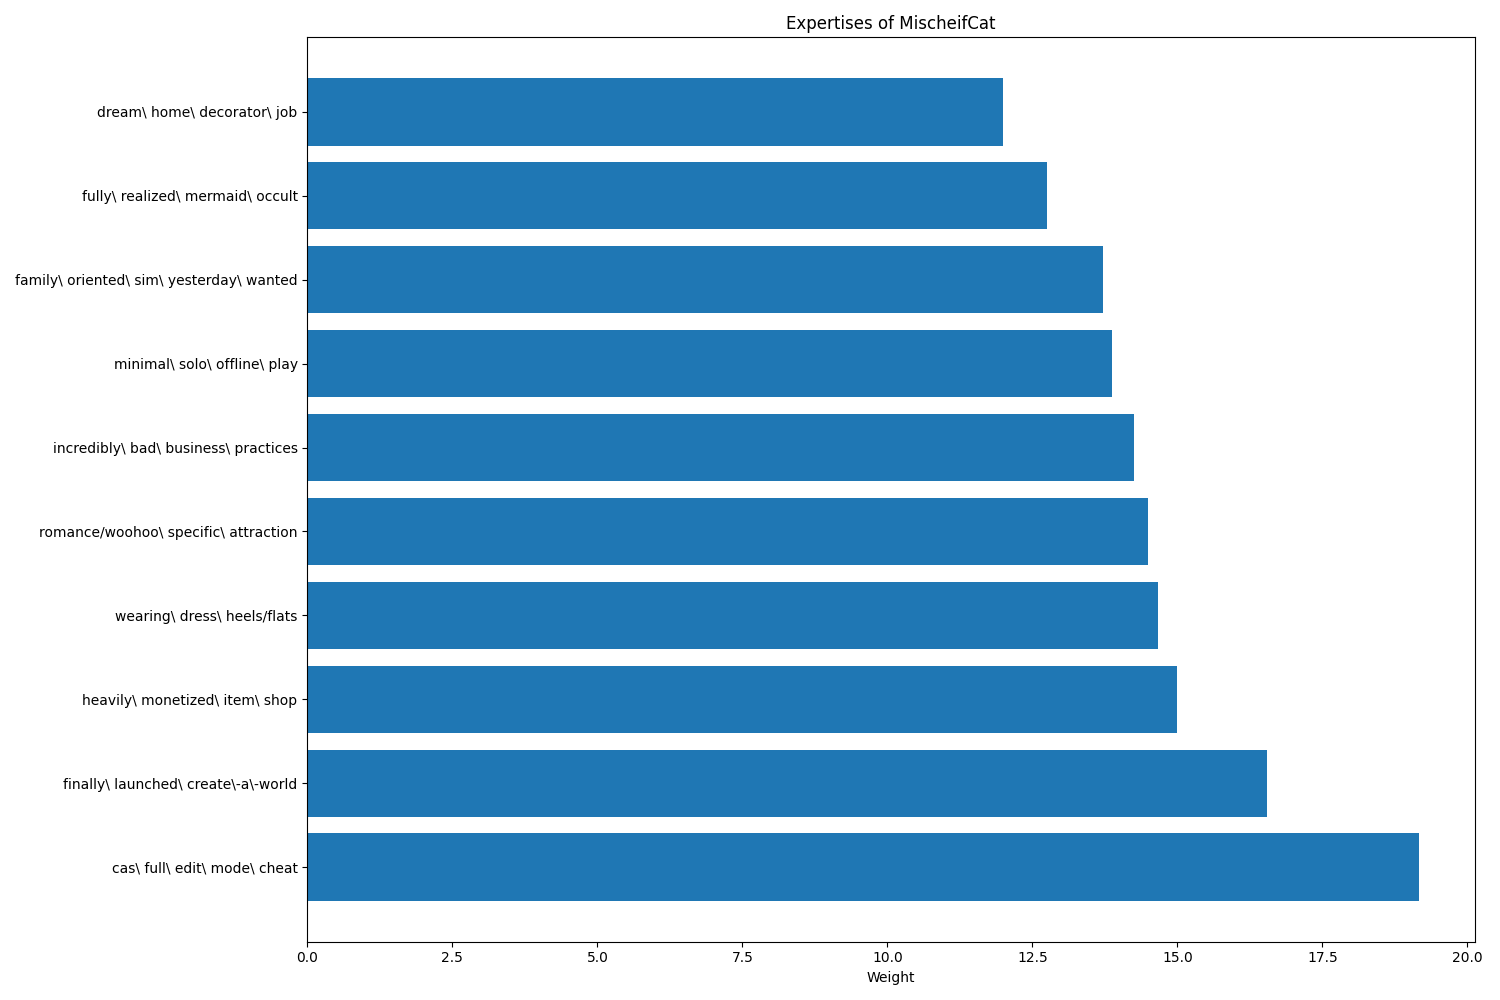 Expertises of MischeifCat
dream\ home\ decorator\ job
fully\ realized\ mermaid\ occult
family\ oriented\ sim\ yesterday\ wanted
minimal\ solo\ offline\ play
incredibly\ bad\ business\ practices
romance/woohoo\ specific\ attraction
wearing\ dress\ heels/flats
heavily\ monetized\ item\ shop
finally\ launched\ create\-a\-world
cas\ full\ edit\ mode\ cheat
0.0 2.5 5.0 7.5 10.0 12.5 15.0 17.5 20.0
Weight